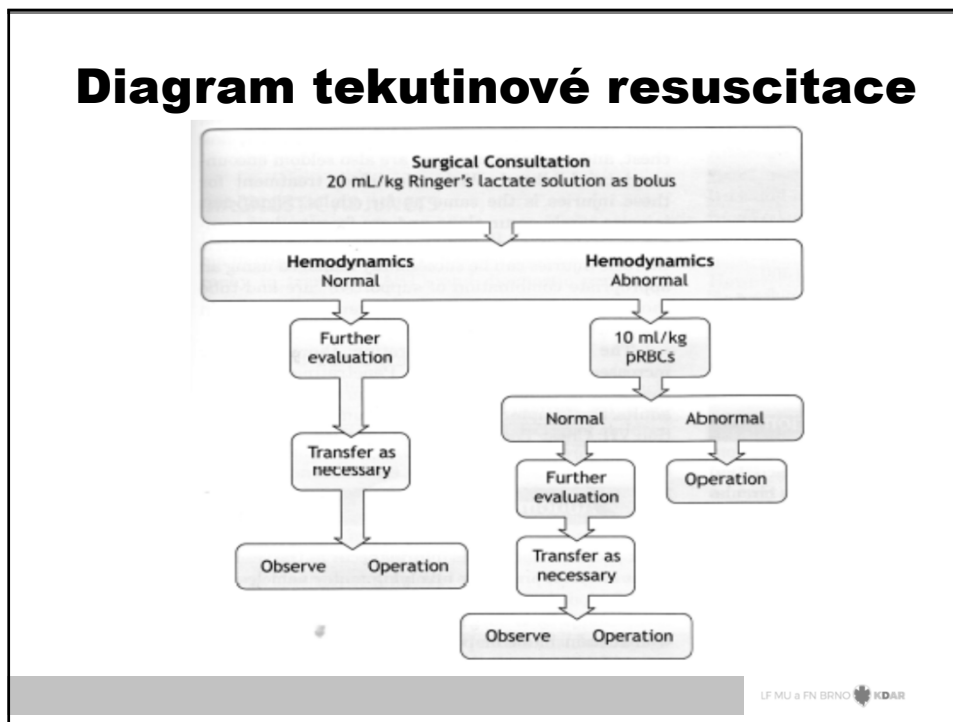 Diagram tekutinové resuscitace
Surgical Consultation
20 mL/kg Ringer's lactate solution as bolus
Hemodynamics
Normal
Hemodynamics
Abnormal
Further
evaluation
10 ml/kg
pRBCs
Normal
Abnormal
Transfer as
necessary
Further
evaluation
Operation
Observe
Operation
Transfer as
necessary
Observe
Operation
LF MU a FN BRNO KDAR